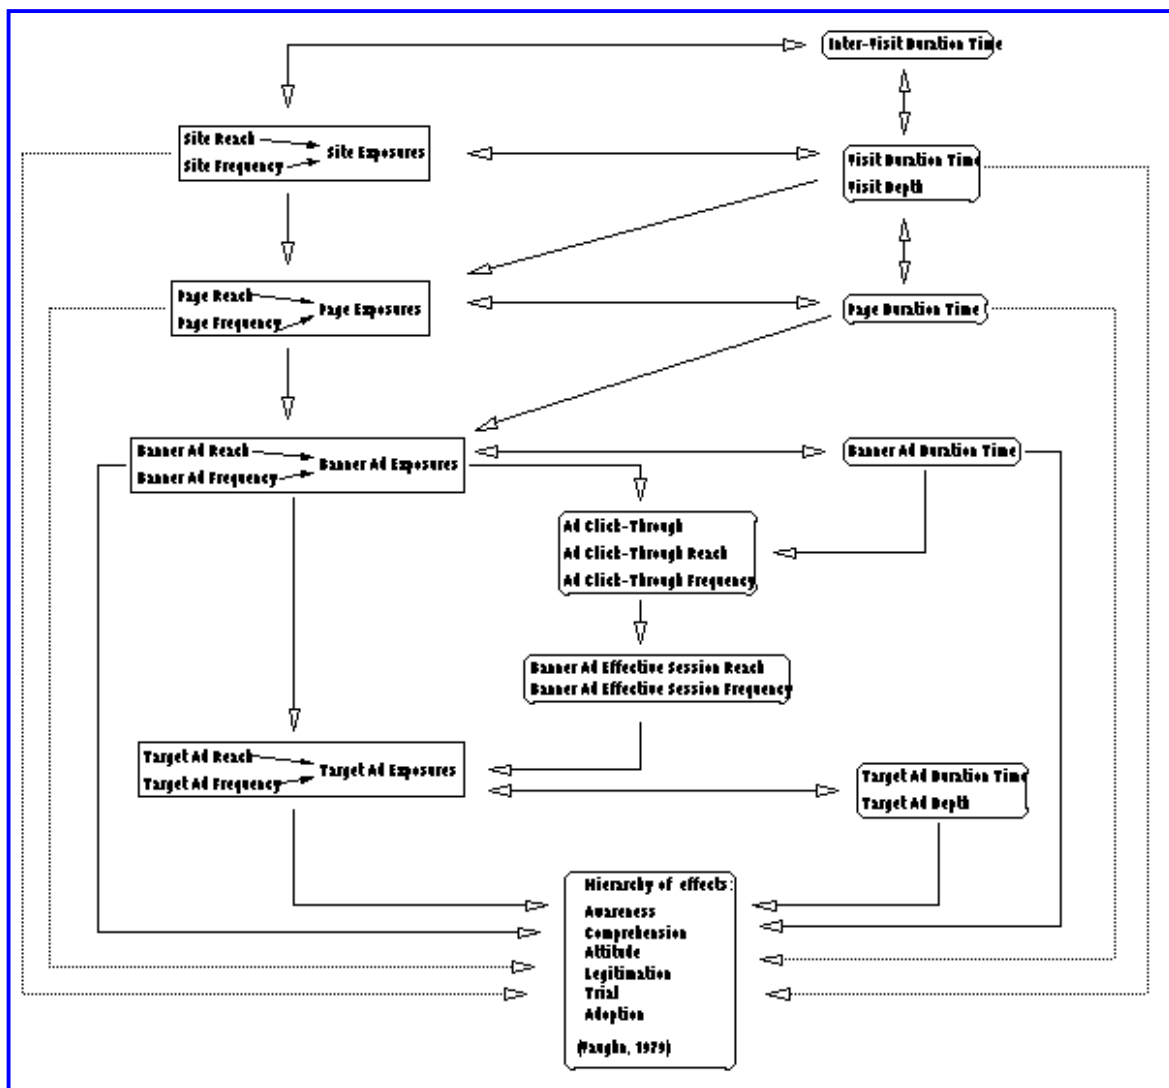 Inter-Visit Duration Time
Site Reach
Site Frequency
Site Exposures
Visit Duration Time
Visit Depth
Page Reach
Page Frequency
Page Exposures
Page Duration Time
Banner Ad Reach
Banner Ad Frequency
Banner Ad Exposures
Banner Ad Duration Time
Ad Click-Through
Ad Click-Through Reach
Ad Click-Through Frequency
Banner Ad Effective Session Reach
Banner Ad Effective Session Frequency
Target Ad Reach
Target Ad Frequency
Target Ad Exposures
Target Ad Duration Time
Target Ad Depth
Hierarchy of effects:
Awareness
Comprehension
Attitude
Legitimation
Trial
Adoption
(Vaughn, 1979)